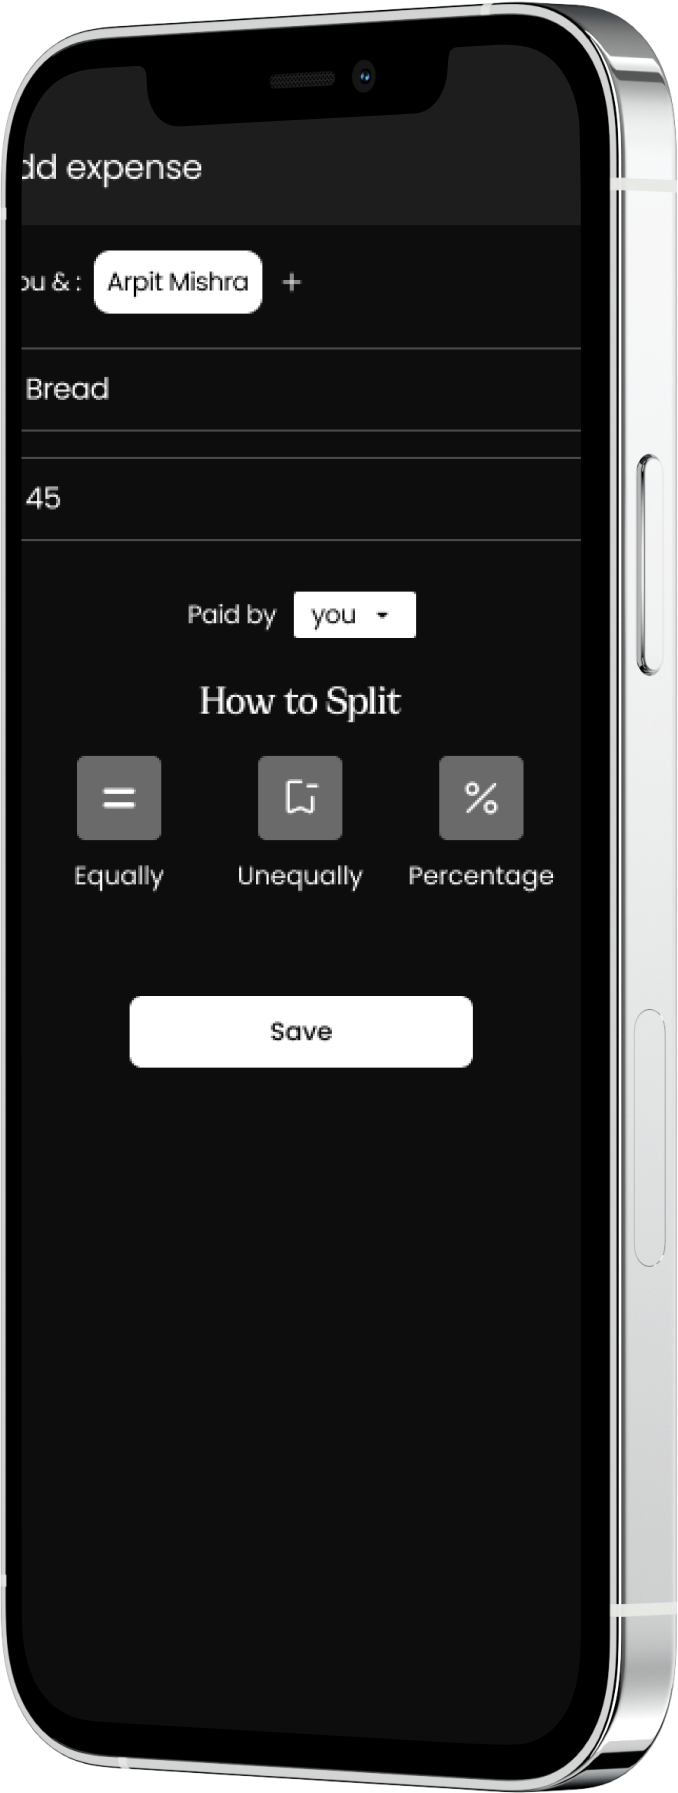 dd expense
ou & : Arpit Mishra +
Bread
45
Paid by you
How to Split
Equally Unequally Percentage
Save